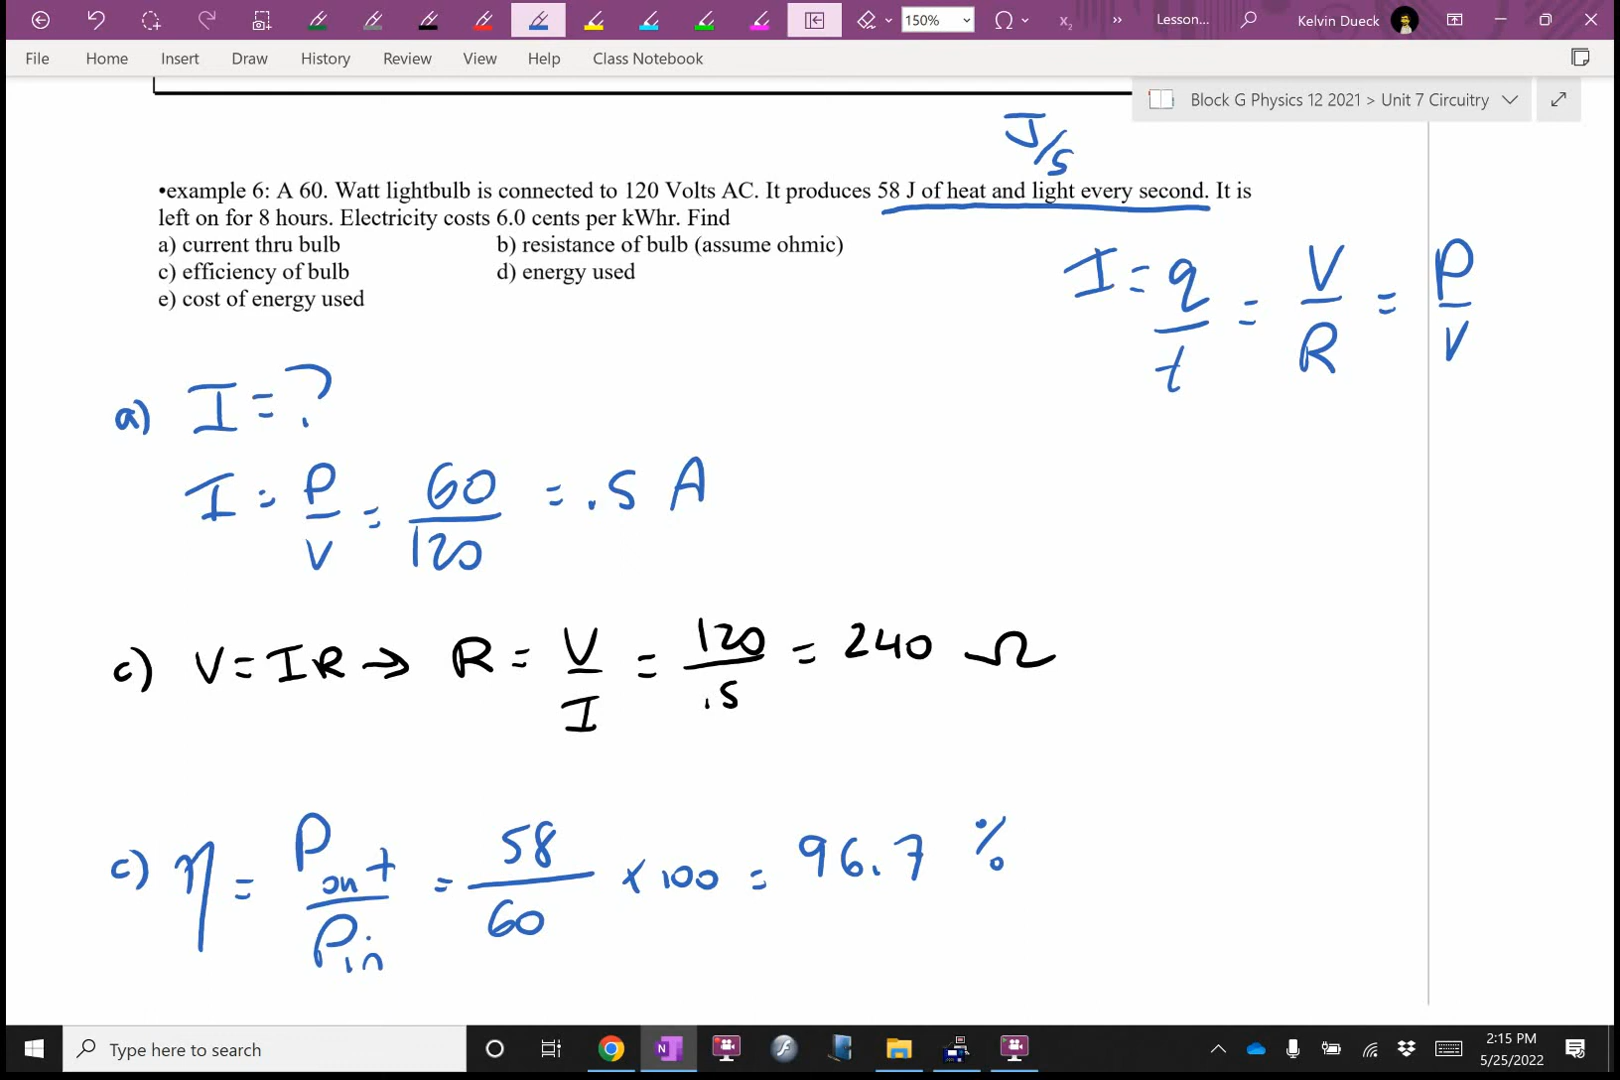 150%
Ω
x₂
»
Lesson...
Kelvin Dueck
File Home Insert Draw History Review View Help Class Notebook
Block G Physics 12 2021 > Unit 7 Circuitry
J/s
•example 6: A 60. Watt lightbulb is connected to 120 Volts AC. It produces 58 J of heat and light every second. It is
left on for 8 hours. Electricity costs 6.0 cents per kWhr. Find
a) current thru bulb b) resistance of bulb (assume ohmic)
c) efficiency of bulb d) energy used
e) cost of energy used
I = q/t = V/R = P/V
a) I = ?
I = P/V = 60/120 = .5 A
c) V = IR → R = V/I = 120/.5 = 240 Ω
c) η = Pout/Pin = 58/60 × 100 = 96.7 %
Type here to search
N
f
2:15 PM
5/25/2022